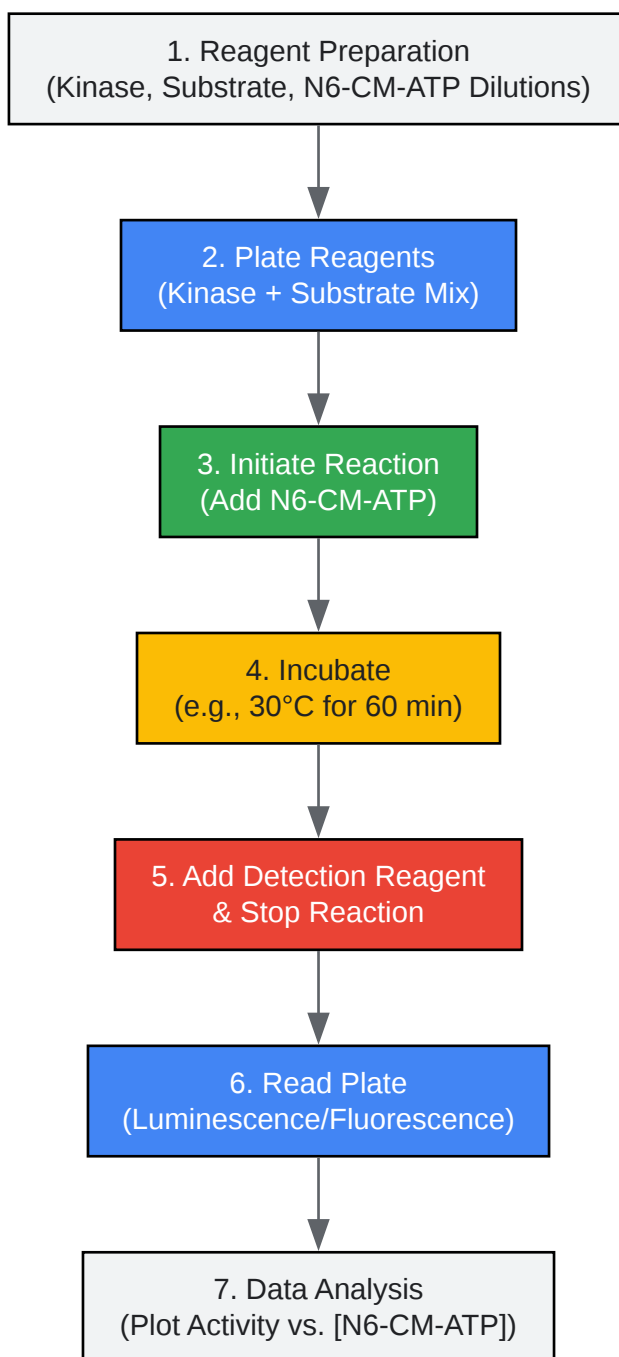 1. Reagent Preparation
(Kinase, Substrate, N6-CM-ATP Dilutions)
2. Plate Reagents
(Kinase + Substrate Mix)
3. Initiate Reaction
(Add N6-CM-ATP)
4. Incubate
(e.g., 30°C for 60 min)
5. Add Detection Reagent
& Stop Reaction
6. Read Plate
(Luminescence/Fluorescence)
7. Data Analysis
(Plot Activity vs. [N6-CM-ATP])